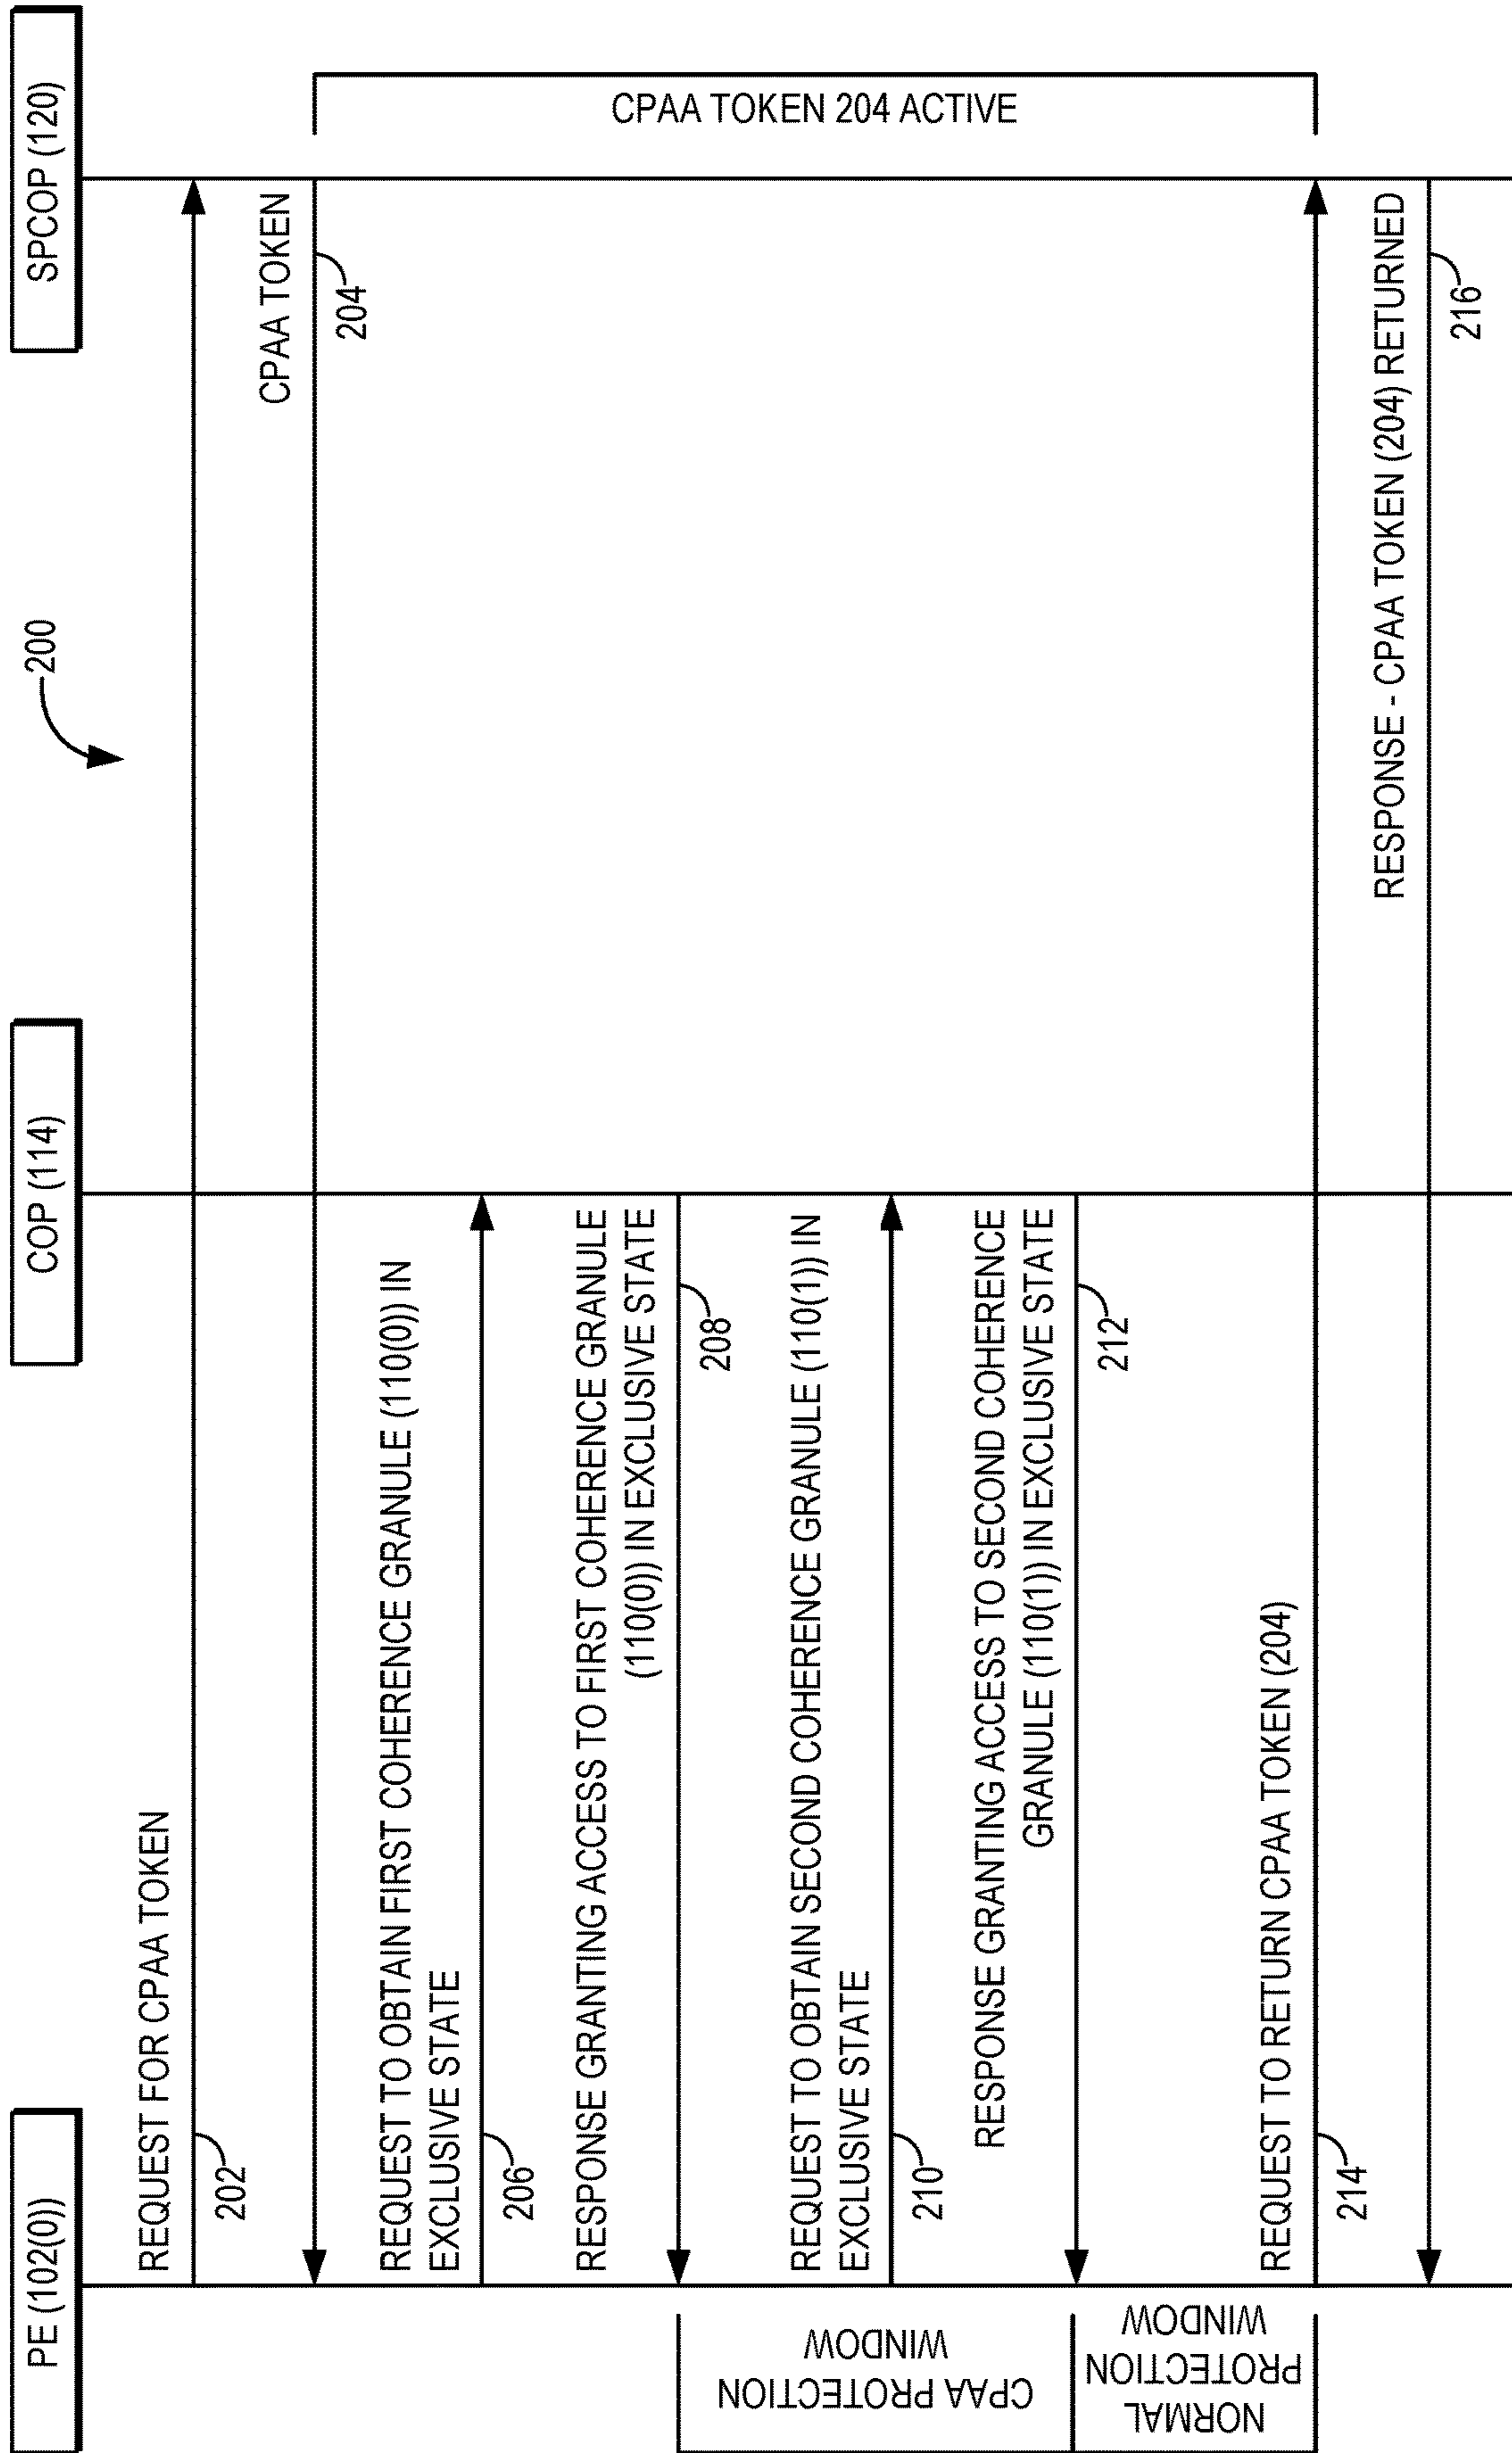 PE (102(0))
COP (114)
SPCOP (120)
200
REQUEST FOR CPAA TOKEN
202
CPAA TOKEN
204
REQUEST TO OBTAIN FIRST COHERENCE GRANULE (110(0)) IN
EXCLUSIVE STATE
206
RESPONSE GRANTING ACCESS TO FIRST COHERENCE GRANULE
(110(0)) IN EXCLUSIVE STATE
208
REQUEST TO OBTAIN SECOND COHERENCE GRANULE (110(1)) IN
EXCLUSIVE STATE
210
RESPONSE GRANTING ACCESS TO SECOND COHERENCE
GRANULE (110(1)) IN EXCLUSIVE STATE
212
REQUEST TO RETURN CPAA TOKEN (204)
214
RESPONSE - CPAA TOKEN (204) RETURNED
216
CPAA PROTECTION
WINDOW
NORMAL
PROTECTION
WINDOW
CPAA TOKEN 204 ACTIVE